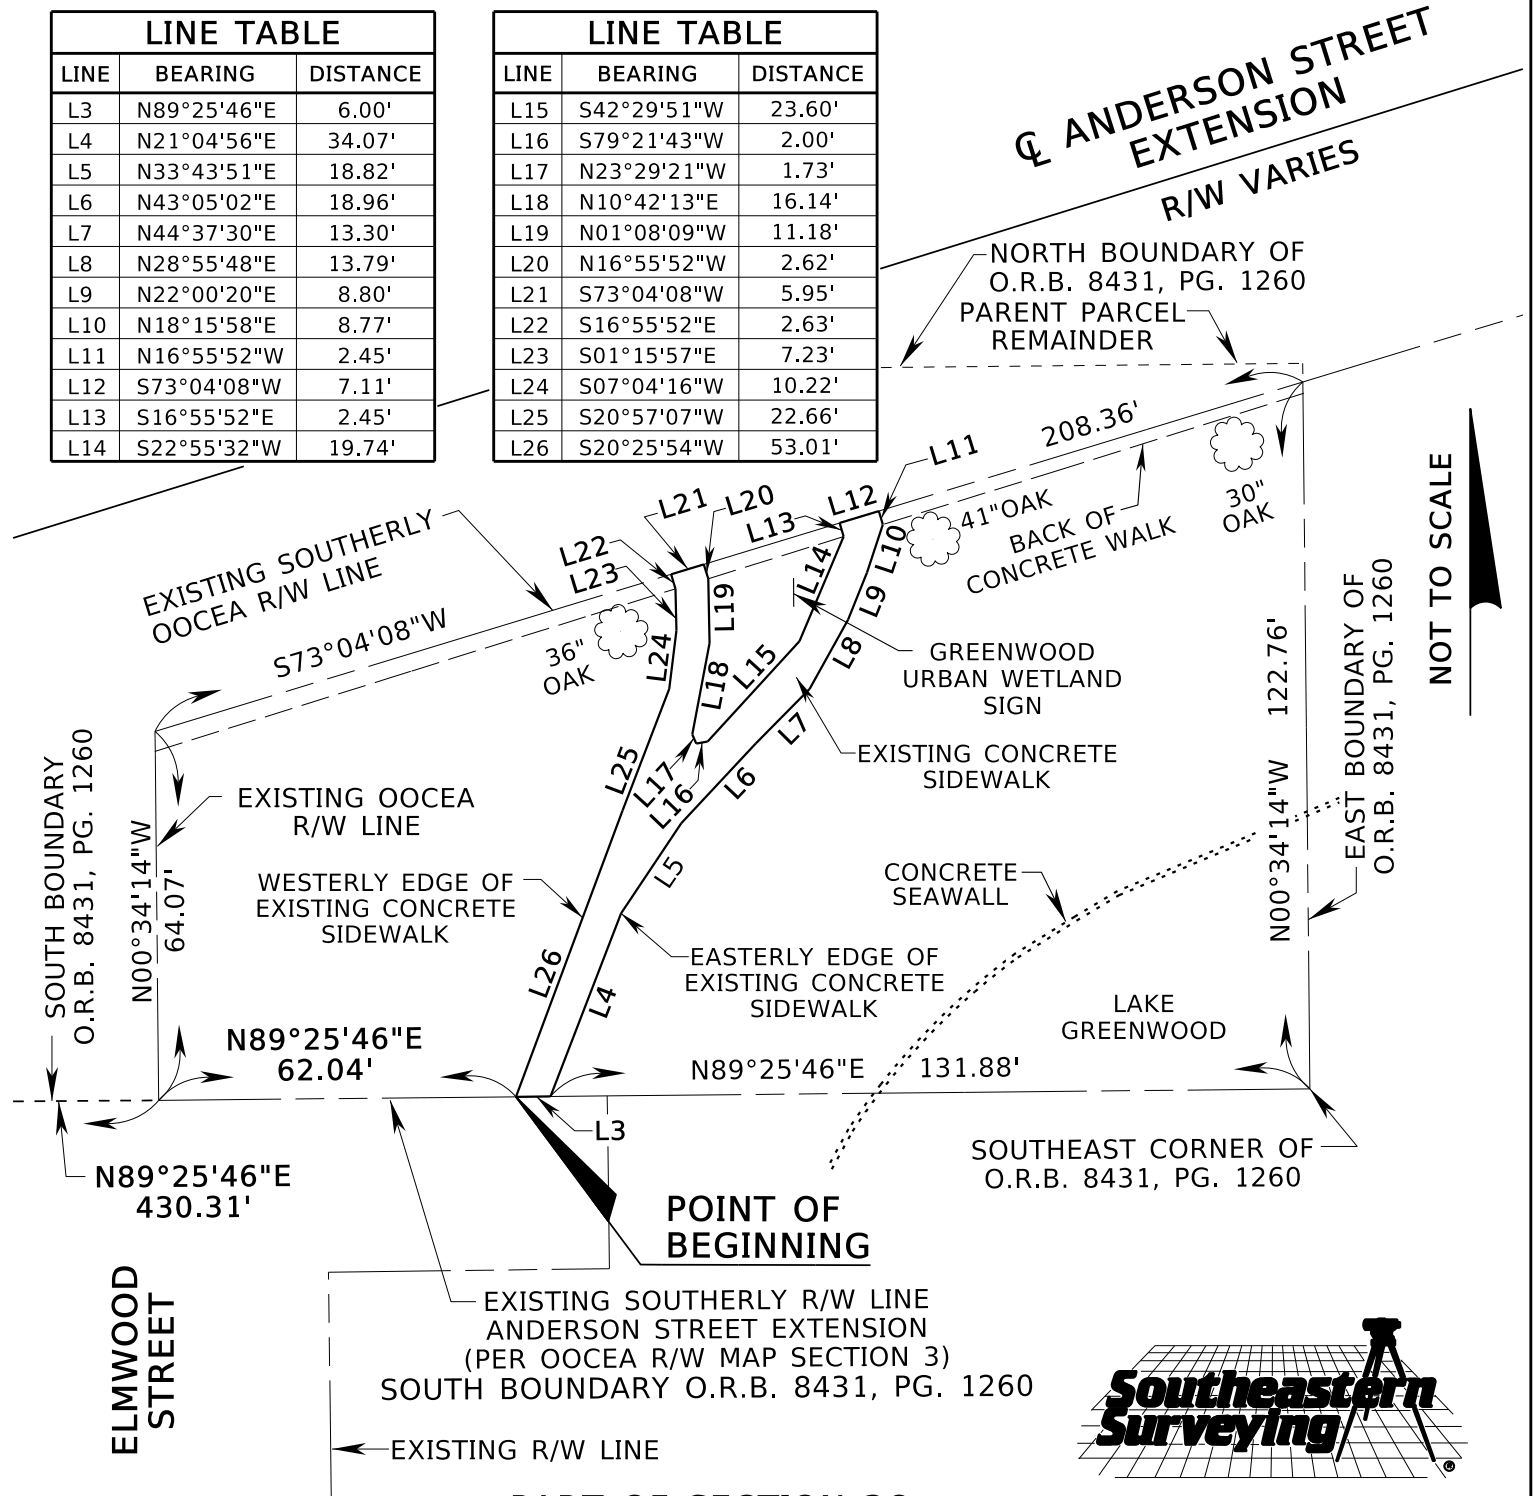 LINE TABLE
LINE BEARING DISTANCE
L3 N89°25'46"E 6.00'
L4 N21°04'56"E 34.07'
L5 N33°43'51"E 18.82'
L6 N43°05'02"E 18.96'
L7 N44°37'30"E 13.30'
L8 N28°55'48"E 13.79'
L9 N22°00'20"E 8.80'
L10 N18°15'58"E 8.77'
L11 N16°55'52"W 2.45'
L12 S73°04'08"W 7.11'
L13 S16°55'52"E 2.45'
L14 S22°55'32"W 19.74'
LINE TABLE
LINE BEARING DISTANCE
L15 S42°29'51"W 23.60'
L16 S79°21'43"W 2.00'
L17 N23°29'21"W 1.73'
L18 N10°42'13"E 16.14'
L19 N01°08'09"W 11.18'
L20 N16°55'52"W 2.62'
L21 S73°04'08"W 5.95'
L22 S16°55'52"E 2.63'
L23 S01°15'57"E 7.23'
L24 S07°04'16"W 10.22'
L25 S20°57'07"W 22.66'
L26 S20°25'54"W 53.01'
℄ ANDERSON STREET
EXTENSION
R/W VARIES
NORTH BOUNDARY OF
O.R.B. 8431, PG. 1260
PARENT PARCEL
REMAINDER
208.36'
L11
L12
L13
L20
L21
L22
L23
41"OAK
BACK OF
CONCRETE WALK
30"
OAK
NOT TO SCALE
EXISTING SOUTHERLY
OOCEA R/W LINE
S73°04'08"W
36"
OAK
L24
L19
L18
L14
L10
L9
L8
L15
L7
L6
L17
L16
L25
L5
L26
L4
GREENWOOD
URBAN WETLAND
SIGN
EXISTING CONCRETE
SIDEWALK
N00°34'14"W 122.76'
EAST BOUNDARY OF
O.R.B. 8431, PG. 1260
SOUTH BOUNDARY
O.R.B. 8431, PG. 1260
N00°34'14"W
64.07'
EXISTING OOCEA
R/W LINE
WESTERLY EDGE OF
EXISTING CONCRETE
SIDEWALK
CONCRETE
SEAWALL
EASTERLY EDGE OF
EXISTING CONCRETE
SIDEWALK
LAKE
GREENWOOD
N89°25'46"E
62.04'
N89°25'46"E 131.88'
L3
N89°25'46"E
430.31'
SOUTHEAST CORNER OF
O.R.B. 8431, PG. 1260
POINT OF
BEGINNING
ELMWOOD
STREET
EXISTING SOUTHERLY R/W LINE
ANDERSON STREET EXTENSION
(PER OOCEA R/W MAP SECTION 3)
SOUTH BOUNDARY O.R.B. 8431, PG. 1260
EXISTING R/W LINE
Southeastern
Surveying
®
PART OF SECTION